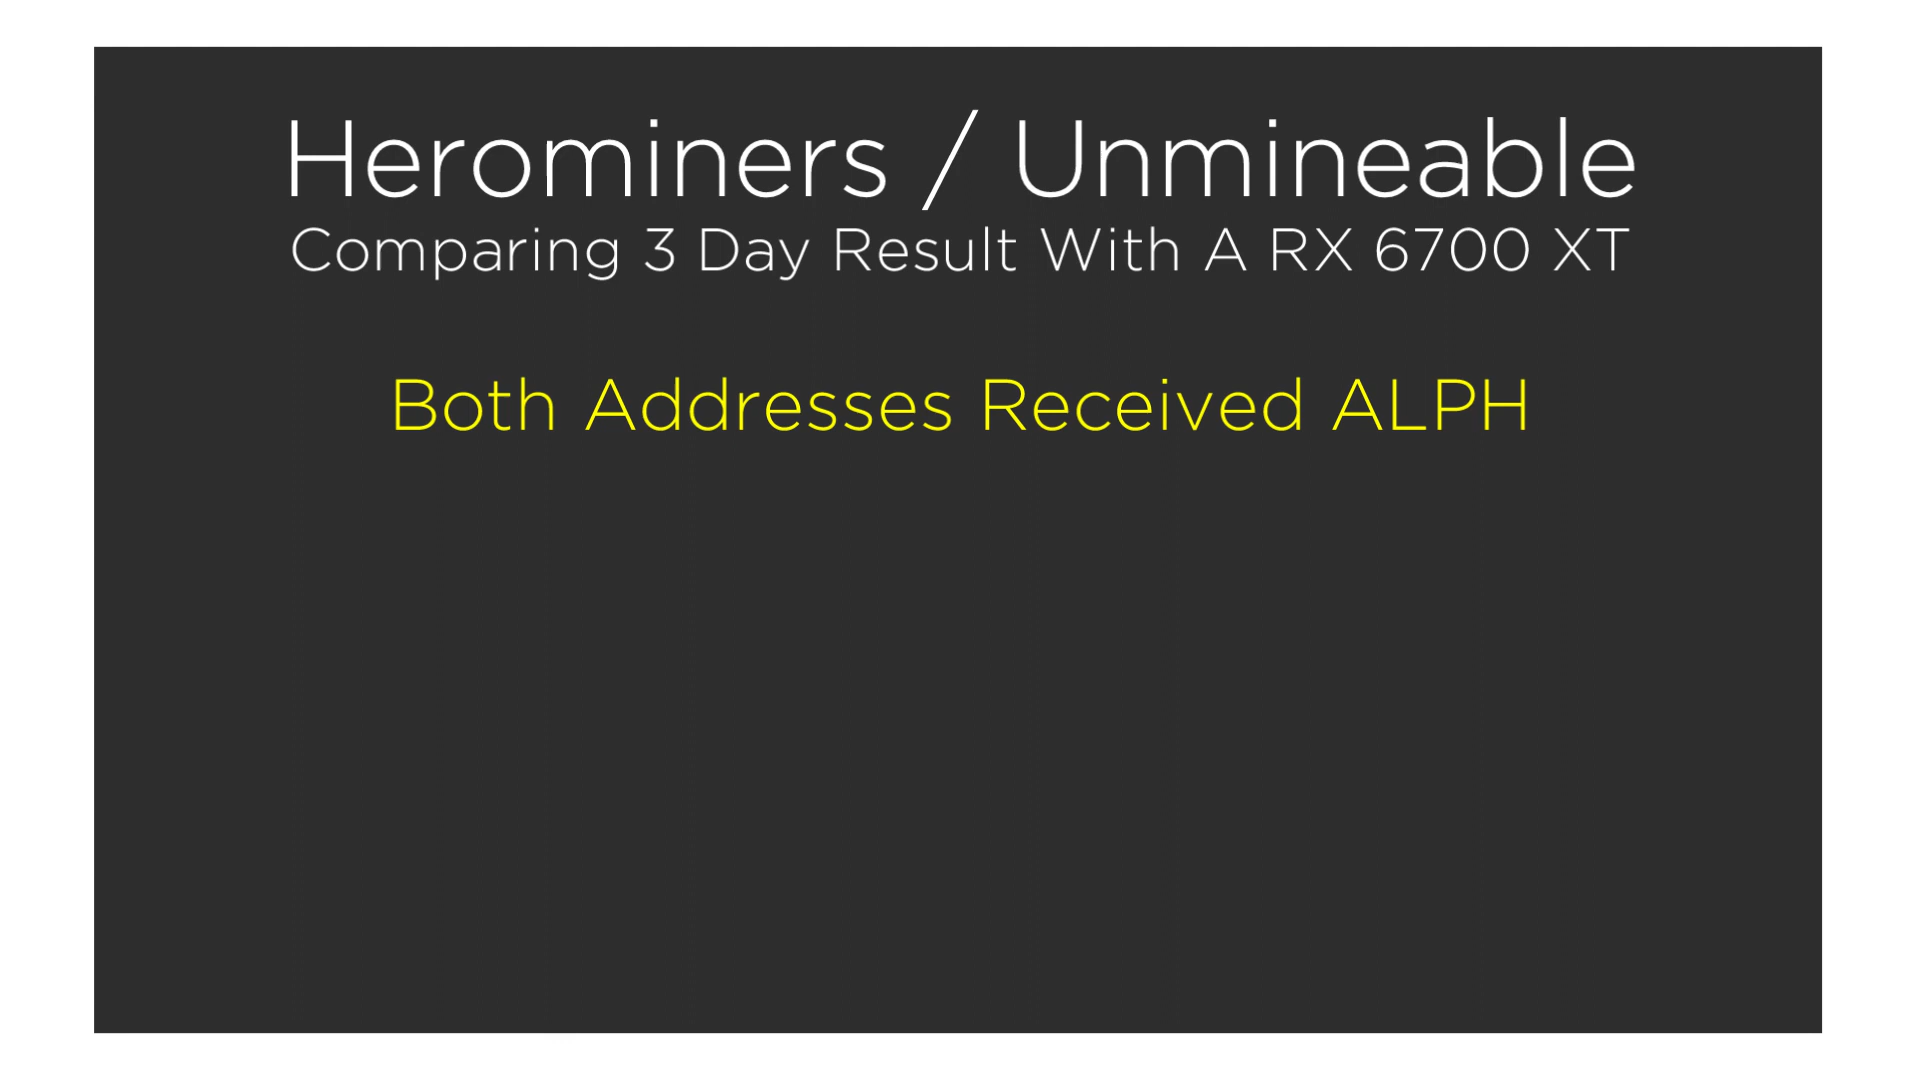 Herominers / Unmineable
Comparing 3 Day Result With A RX 6700 XT
Both Addresses Received ALPH